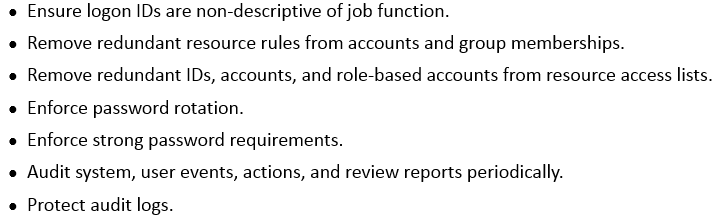 • Ensure logon IDs are non-descriptive of job function.
• Remove redundant resource rules from accounts and group memberships.
• Remove redundant IDs, accounts, and role-based accounts from resource access lists.
• Enforce password rotation.
• Enforce strong password requirements.
• Audit system, user events, actions, and review reports periodically.
• Protect audit logs.